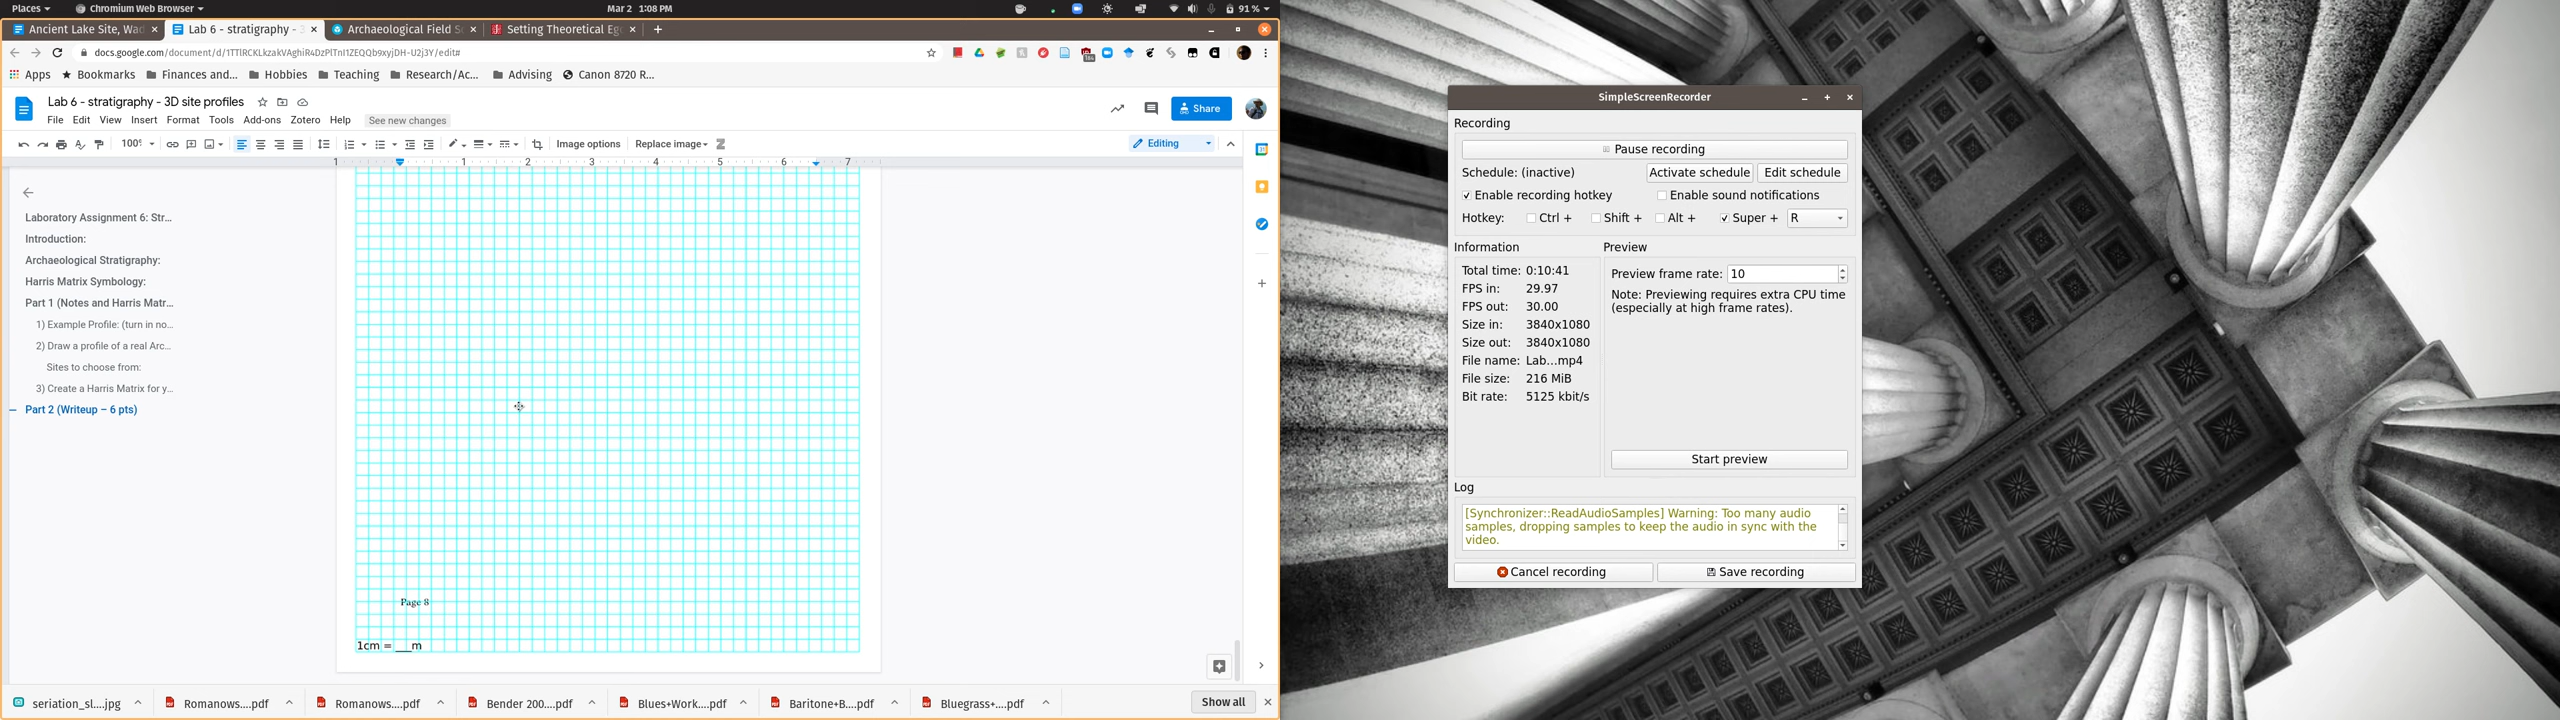 Places
Chromium Web Browser
Mar 2 1:08 PM
91 %
Ancient Lake Site, Wad
Lab 6 - stratigraphy - 3
Archaeological Field S
Setting Theoretical Eg
docs.google.com/document/d/1TTlRCKLkzakVAghiR4DzPlTnI1ZEQQb9xyjDH-U2j3Y/edit#
Apps
Bookmarks
Finances and...
Hobbies
Teaching
Research/Ac...
Advising
Canon 8720 R...
Lab 6 - stratigraphy - 3D site profiles
Share
File Edit View Insert Format Tools Add-ons Zotero Help See new changes
100%
Image options
Replace image
Editing
1 1 2 3 4 5 6 7
Laboratory Assignment 6: Str...
Introduction:
Archaeological Stratigraphy:
Harris Matrix Symbology:
Part 1 (Notes and Harris Matr...
1) Example Profile: (turn in no...
2) Draw a profile of a real Arc...
Sites to choose from:
3) Create a Harris Matrix for y...
Part 2 (Writeup – 6 pts)
Page 8
1cm = __m
seriation_sl....jpg
Romanows....pdf
Romanows....pdf
Bender 200....pdf
Blues+Work....pdf
Baritone+B....pdf
Bluegrass+....pdf
Show all
SimpleScreenRecorder
Recording
Pause recording
Schedule: (inactive)
Activate schedule
Edit schedule
Enable recording hotkey
Enable sound notifications
Hotkey: Ctrl + Shift + Alt + Super + R
Information
Preview
Total time: 0:10:41
FPS in: 29.97
FPS out: 30.00
Size in: 3840x1080
Size out: 3840x1080
File name: Lab...mp4
File size: 216 MiB
Bit rate: 5125 kbit/s
Preview frame rate: 10
Note: Previewing requires extra CPU time
(especially at high frame rates).
Start preview
Log
[Synchronizer::ReadAudioSamples] Warning: Too many audio
samples, dropping samples to keep the audio in sync with the
video.
Cancel recording
Save recording